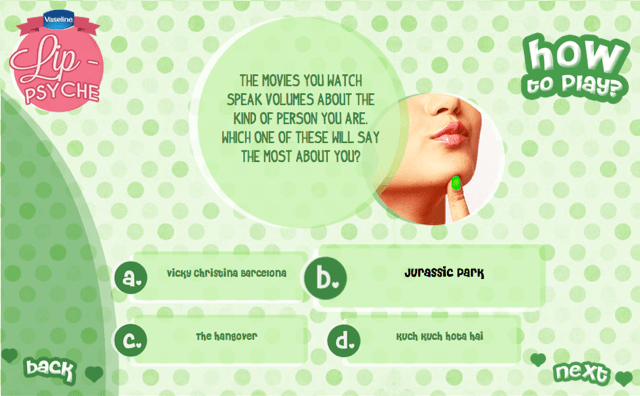 Vaseline
Lip -
PSYCHE
how
to play?
THE MOVIES YOU WATCH
SPEAK VOLUMES ABOUT THE
KIND OF PERSON YOU ARE.
WHICH ONE OF THESE WILL SAY
THE MOST ABOUT YOU?
a. Vicky Christina Barcelona
b. Jurassic Park
c. The hangover
d. Kuch Kuch hota hai
back
next